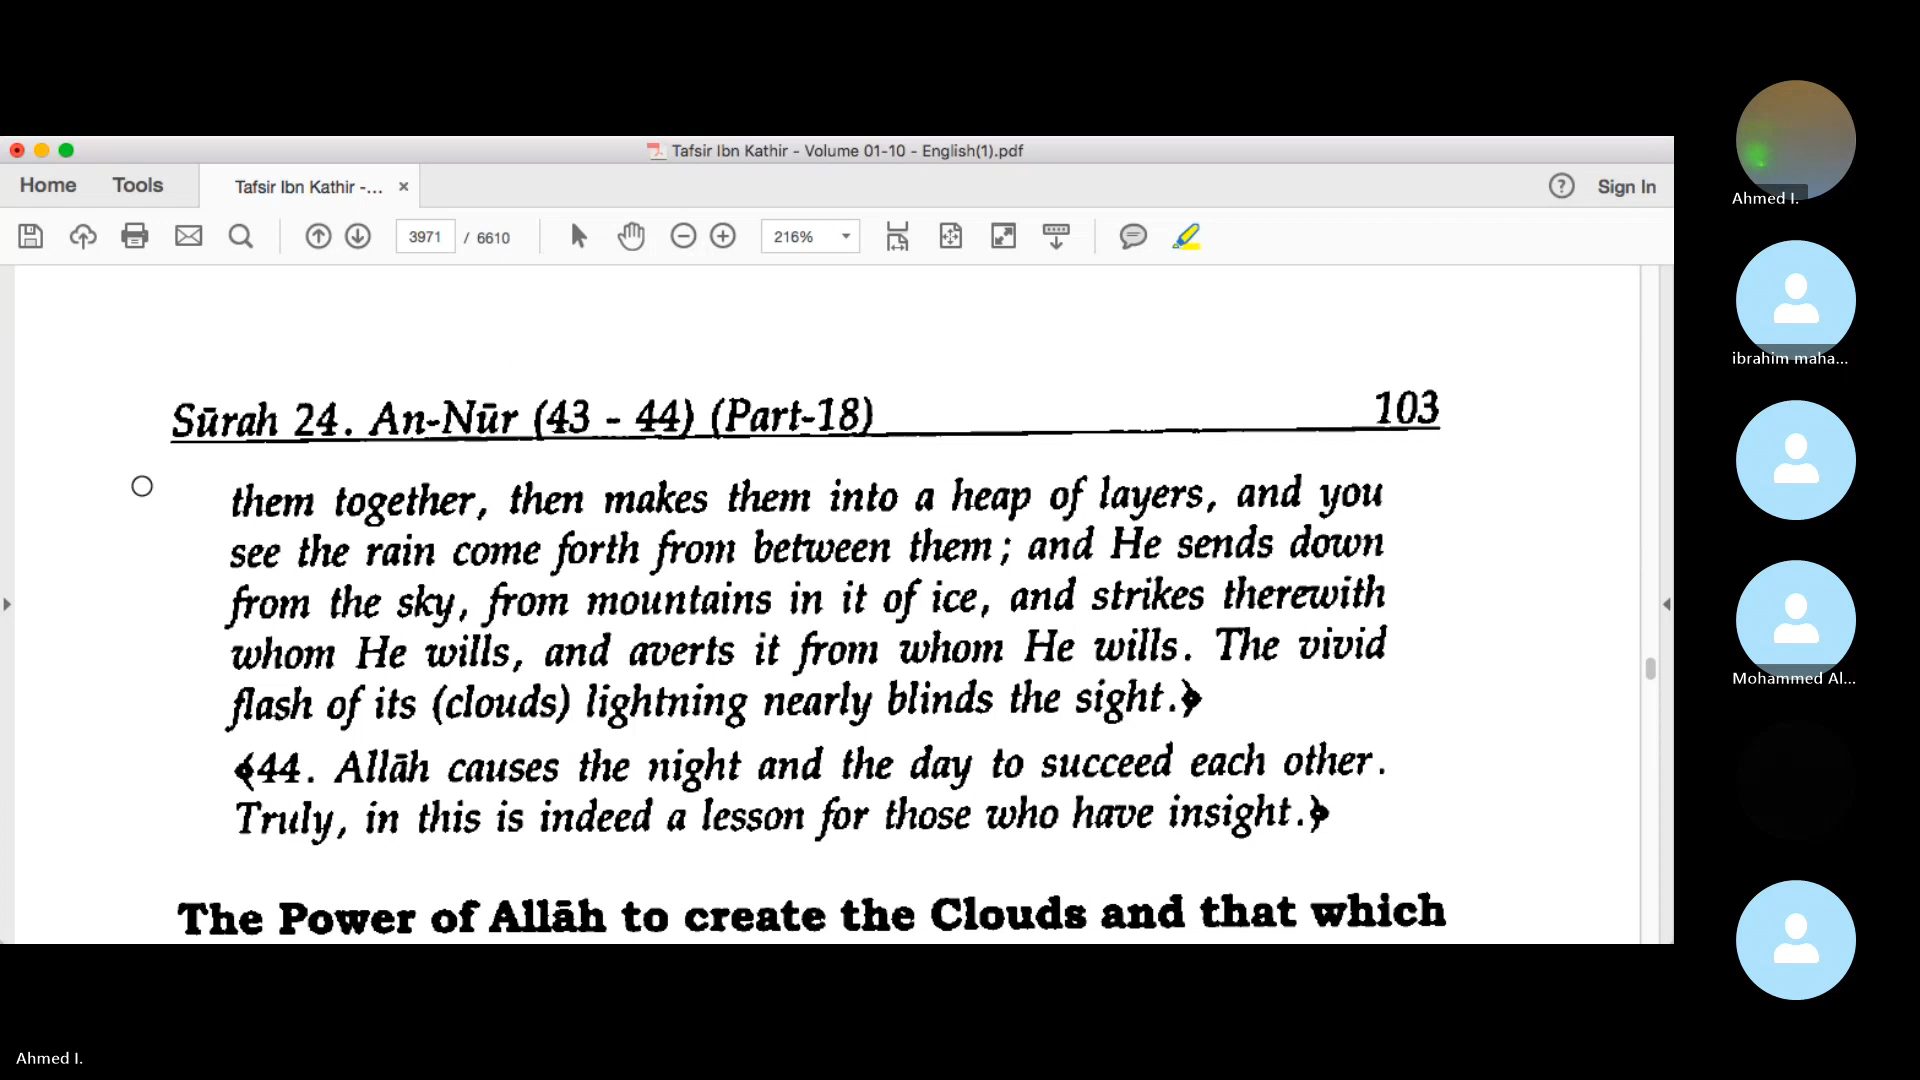 Tafsir Ibn Kathir - Volume 01-10 - English(1).pdf
Home
Tools
Tafsir Ibn Kathir -...
Sign In
3971 / 6610
216%
Sūrah 24. An-Nūr (43 - 44) (Part-18) 103
them together, then makes them into a heap of layers, and you
see the rain come forth from between them; and He sends down
from the sky, from mountains in it of ice, and strikes therewith
whom He wills, and averts it from whom He wills. The vivid
flash of its (clouds) lightning nearly blinds the sight.﴿
﴾44. Allāh causes the night and the day to succeed each other.
Truly, in this is indeed a lesson for those who have insight.﴿
The Power of Allāh to create the Clouds and that which
Ahmed I.
ibrahim maha...
Mohammed Al...
Ahmed I.